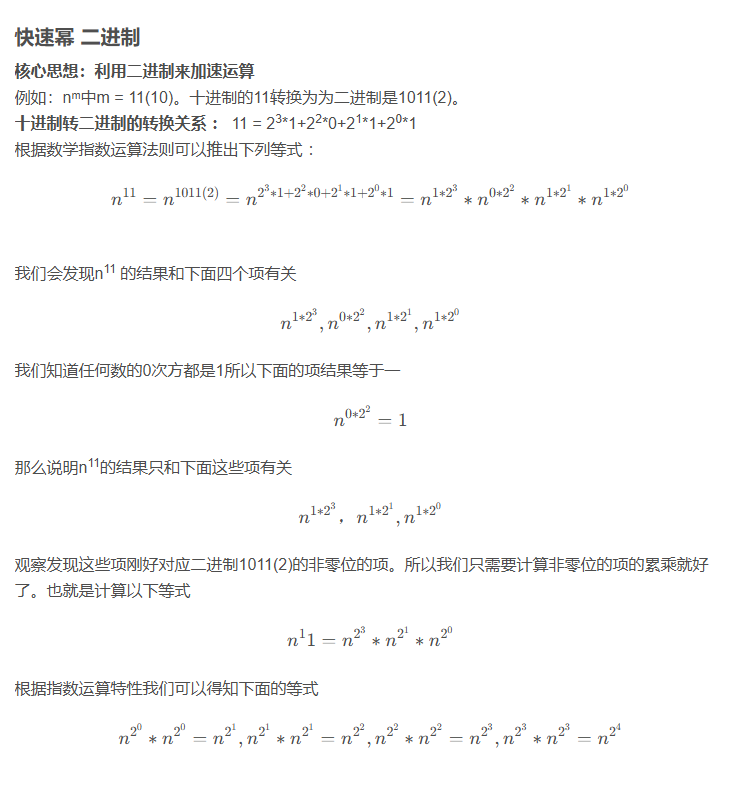 快速幂 二进制
核心思想：利用二进制来加速运算
例如：nᵐ中m = 11(10)。十进制的11转换为为二进制是1011(2)。
十进制转二进制的转换关系 ： 11 = 2³*1+2²*0+2¹*1+2⁰*1
根据数学指数运算法则可以推出下列等式 :
n^{11} = n^{1011(2)} = n^{2^3*1+2^2*0+2^1*1+2^0*1} = n^{1*2^3} * n^{0*2^2} * n^{1*2^1} * n^{1*2^0}
我们会发现n¹¹ 的结果和下面四个项有关
n^{1*2^3}, n^{0*2^2}, n^{1*2^1}, n^{1*2^0}
我们知道任何数的0次方都是1所以下面的项结果等于一
n^{0*2^2} = 1
那么说明n¹¹的结果只和下面这些项有关
n^{1*2^3}，n^{1*2^1}, n^{1*2^0}
观察发现这些项刚好对应二进制1011(2)的非零位的项。所以我们只需要计算非零位的项的累乘就好
了。也就是计算以下等式
n^1 1 = n^{2^3} * n^{2^1} * n^{2^0}
根据指数运算特性我们可以得知下面的等式
n^{2^0} * n^{2^0} = n^{2^1}, n^{2^1} * n^{2^1} = n^{2^2}, n^{2^2} * n^{2^2} = n^{2^3}, n^{2^3} * n^{2^3} = n^{2^4}